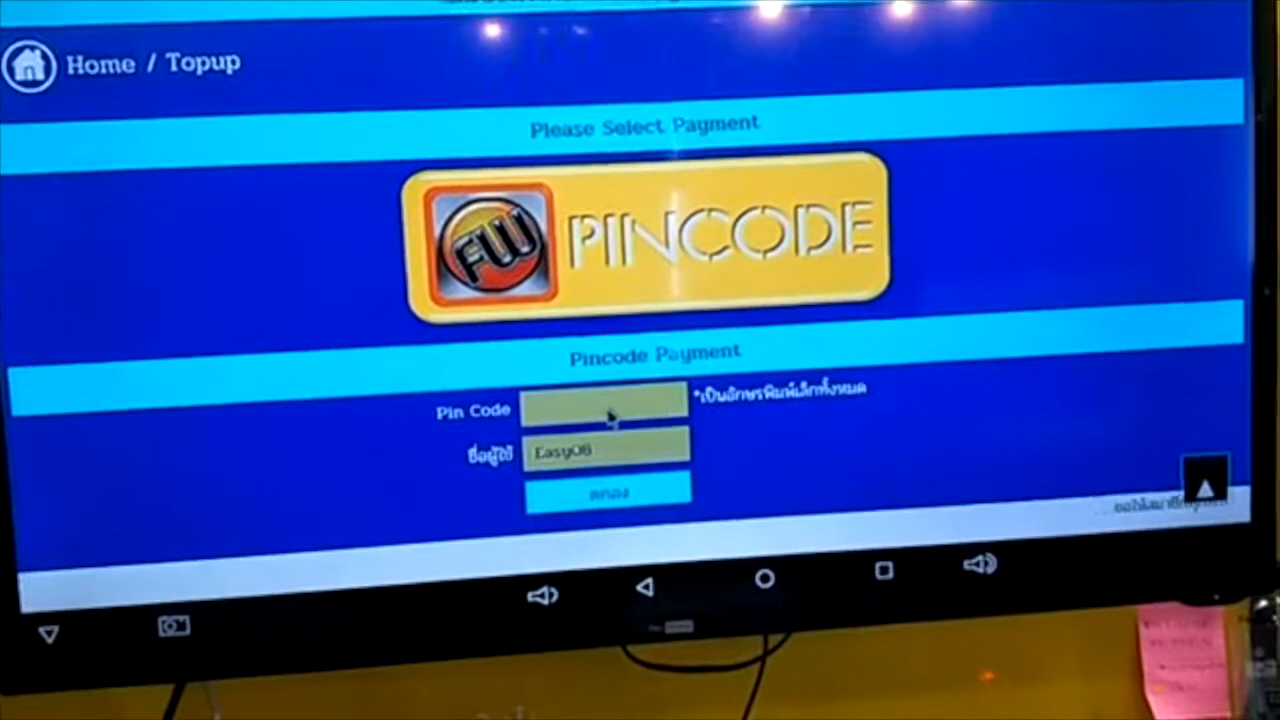 Home / Topup
Please Select Payment
FW PINCODE
Pincode Payment
Pin Code
*เป็นอักษรพิมพ์เล็กทั้งหมด
ชื่อผู้ใช้
EasyOB
ตกลง